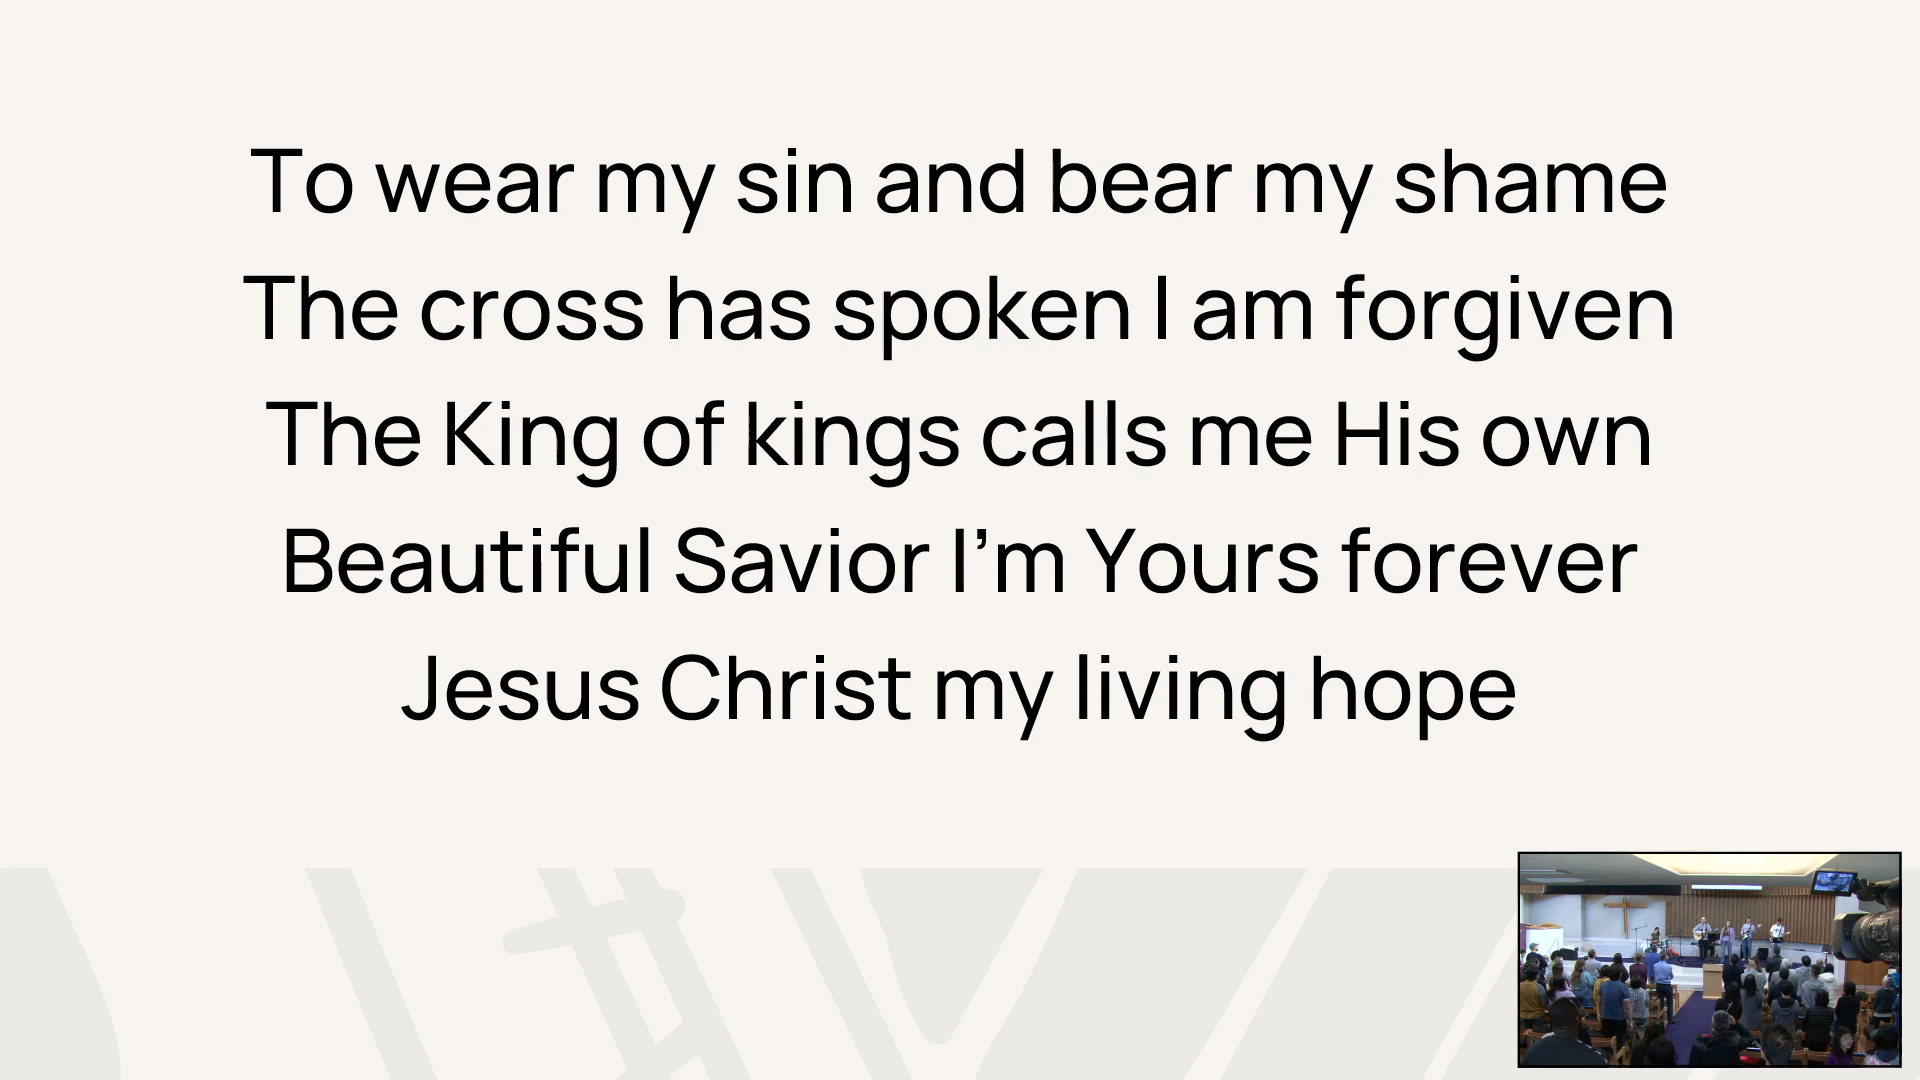 To wear my sin and bear my shame
The cross has spoken I am forgiven
The King of kings calls me His own
Beautiful Savior I’m Yours forever
Jesus Christ my living hope